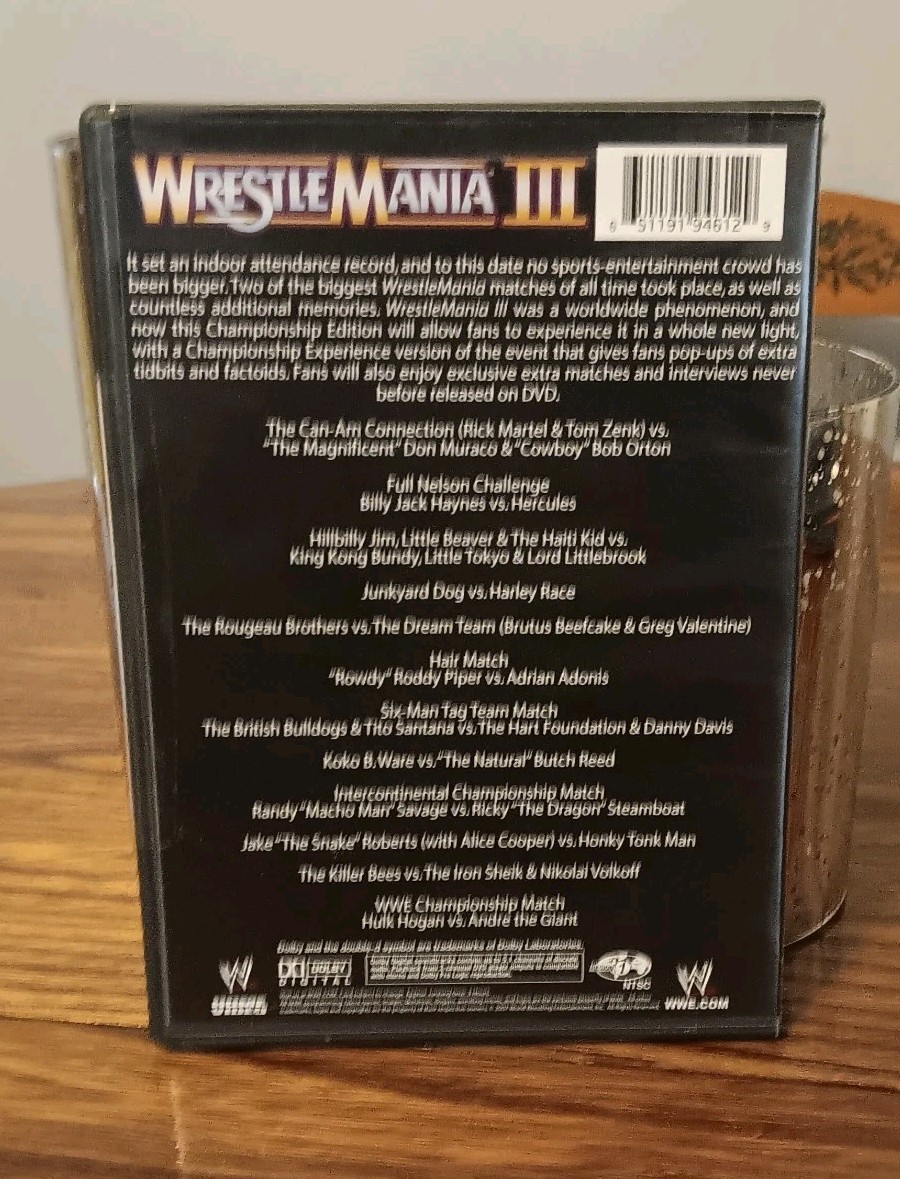 WRESTLEMANIA III
0 51191 94612 9
It set an indoor attendance record, and to this date no sports-entertainment crowd has
been bigger. Two of the biggest WrestleMania matches of all time took place, as well as
countless additional memories. WrestleMania III was a worldwide phenomenon, and
now this Championship Edition will allow fans to experience it in a whole new light,
with a Championship Experience version of the event that gives fans pop-ups of extra
tidbits and factoids. Fans will also enjoy exclusive extra matches and interviews never
before released on DVD.
The Can-Am Connection (Rick Martel & Tom Zenk) vs.
"The Magnificent" Don Muraco & "Cowboy" Bob Orton
Full Nelson Challenge
Billy Jack Haynes vs. Hercules
Hillbilly Jim, Little Beaver & The Haiti Kid vs.
King Kong Bundy, Little Tokyo & Lord Littlebrook
Junkyard Dog vs. Harley Race
The Rougeau Brothers vs. The Dream Team (Brutus Beefcake & Greg Valentine)
Hair Match
"Rowdy" Roddy Piper vs. Adrian Adonis
Six-Man Tag Team Match
The British Bulldogs & Tito Santana vs. The Hart Foundation & Danny Davis
Koko B. Ware vs. "The Natural" Butch Reed
Intercontinental Championship Match
Randy "Macho Man" Savage vs. Ricky "The Dragon" Steamboat
Jake "The Snake" Roberts (with Alice Cooper) vs. Honky Tonk Man
The Killer Bees vs. The Iron Sheik & Nikolai Volkoff
WWE Championship Match
Hulk Hogan vs. Andre the Giant
Dolby and the double-d symbol are trademarks of Dolby Laboratories.
DOLBY
DIGITAL
1
NTSC
W
WWE.COM